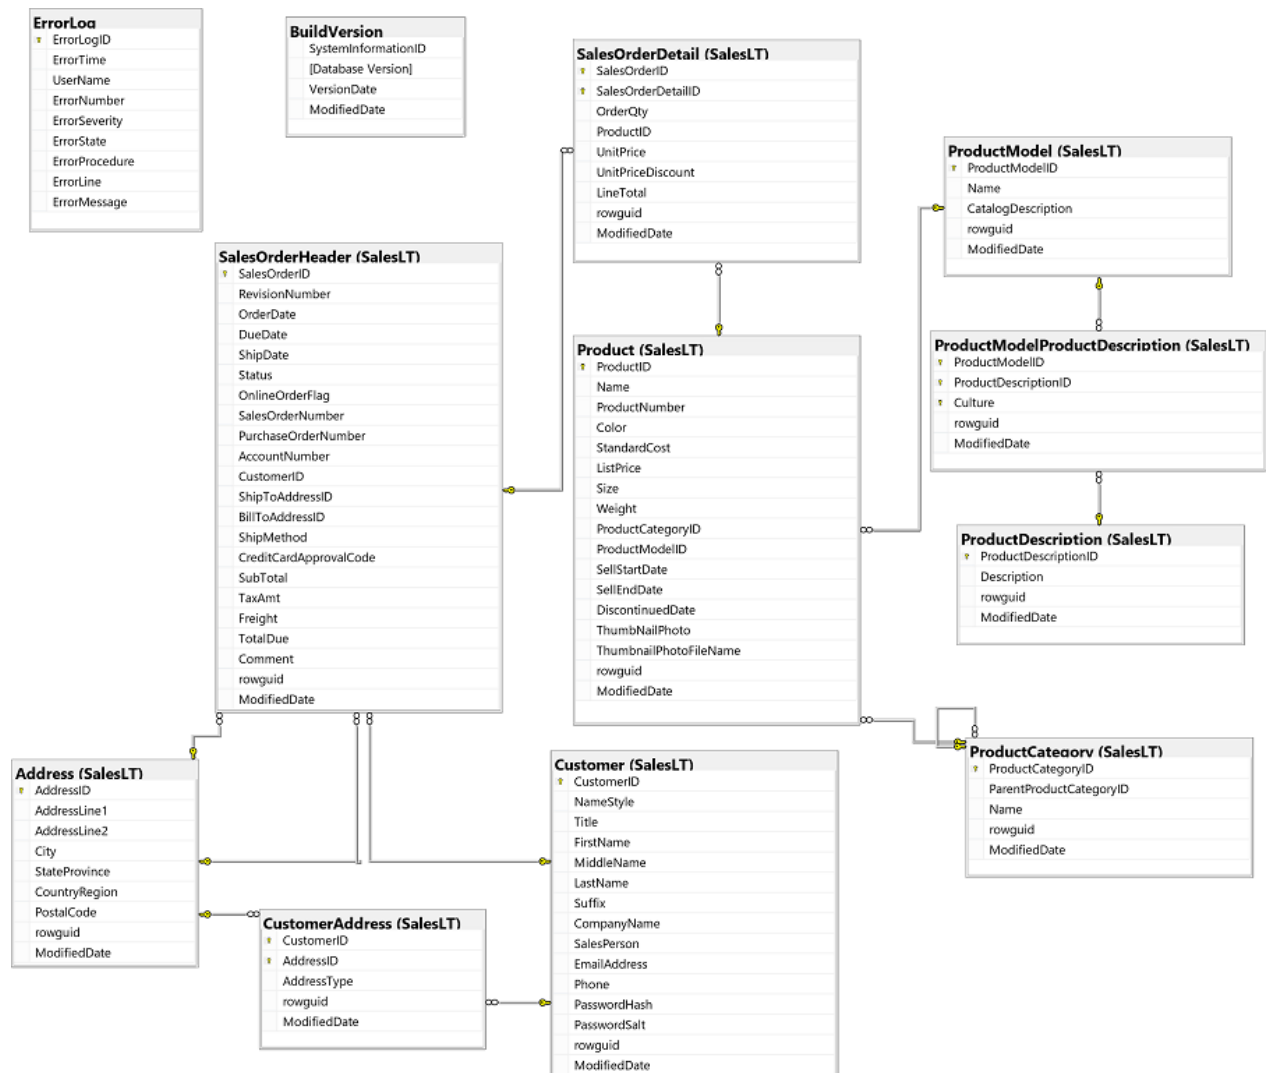 ErrorLog
ErrorLogID
ErrorTime
UserName
ErrorNumber
ErrorSeverity
ErrorState
ErrorProcedure
ErrorLine
ErrorMessage
BuildVersion
SystemInformationID
[Database Version]
VersionDate
ModifiedDate
SalesOrderDetail (SalesLT)
SalesOrderID
SalesOrderDetailID
OrderQty
ProductID
UnitPrice
UnitPriceDiscount
LineTotal
rowguid
ModifiedDate
ProductModel (SalesLT)
ProductModelID
Name
CatalogDescription
rowguid
ModifiedDate
SalesOrderHeader (SalesLT)
SalesOrderID
RevisionNumber
OrderDate
DueDate
ShipDate
Status
OnlineOrderFlag
SalesOrderNumber
PurchaseOrderNumber
AccountNumber
CustomerID
ShipToAddressID
BillToAddressID
ShipMethod
CreditCardApprovalCode
SubTotal
TaxAmt
Freight
TotalDue
Comment
rowguid
ModifiedDate
Product (SalesLT)
ProductID
Name
ProductNumber
Color
StandardCost
ListPrice
Size
Weight
ProductCategoryID
ProductModelID
SellStartDate
SellEndDate
DiscontinuedDate
ThumbNailPhoto
ThumbnailPhotoFileName
rowguid
ModifiedDate
ProductModelProductDescription (SalesLT)
ProductModelID
ProductDescriptionID
Culture
rowguid
ModifiedDate
ProductDescription (SalesLT)
ProductDescriptionID
Description
rowguid
ModifiedDate
ProductCategory (SalesLT)
ProductCategoryID
ParentProductCategoryID
Name
rowguid
ModifiedDate
Address (SalesLT)
AddressID
AddressLine1
AddressLine2
City
StateProvince
CountryRegion
PostalCode
rowguid
ModifiedDate
CustomerAddress (SalesLT)
CustomerID
AddressID
AddressType
rowguid
ModifiedDate
Customer (SalesLT)
CustomerID
NameStyle
Title
FirstName
MiddleName
LastName
Suffix
CompanyName
SalesPerson
EmailAddress
Phone
PasswordHash
PasswordSalt
rowguid
ModifiedDate